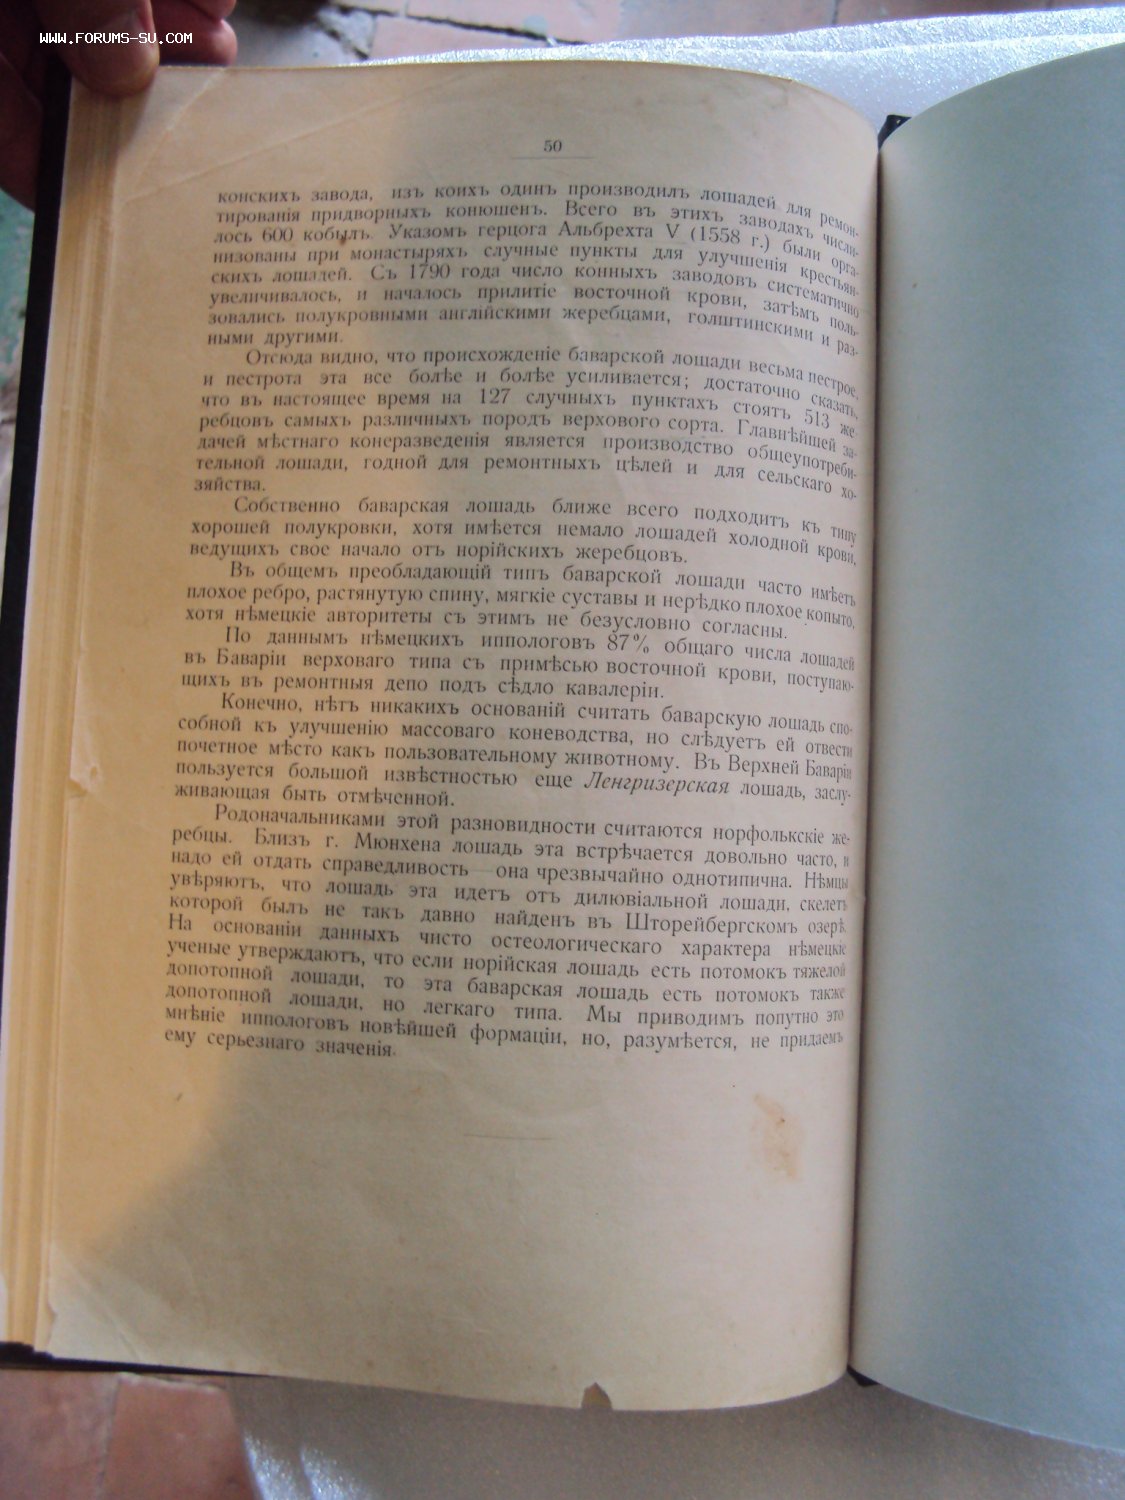 WWW.FORUMS-SU.COM
50
конскихъ завода, изъ коихъ одинъ производилъ лошадей для ремон-
тированія придворныхъ конюшенъ. Всего въ этихъ заводахъ числи-
лось 600 кобылъ. Указомъ герцога Альбрехта V (1558 г.) были орга-
низованы при монастыряхъ случные пункты для улучшенія крестьян-
скихъ лошадей. Съ 1790 года число конныхъ заводовъ систематично
увеличивалось, и началось прилитіе восточной крови, затѣмъ поль-
зовались полукровными англійскими жеребцами, голштинскими и раз-
ными другими.
Отсюда видно, что происхожденіе баварской лошади весьма пестрое,
и пестрота эта все болѣе и болѣе усиливается; достаточно сказать,
что въ настоящее время на 127 случныхъ пунктахъ стоятъ 513 же-
ребцовъ самыхъ различныхъ породъ верхового сорта. Главнѣйшей за-
дачей мѣстнаго конеразведенія является производство общеупотреби-
тельной лошади, годной для ремонтныхъ цѣлей и для сельскаго хо-
зяйства.
Собственно баварская лошадь ближе всего подходитъ къ типу
хорошей полукровки, хотя имѣется немало лошадей холодной крови,
ведущихъ свое начало отъ норійскихъ жеребцовъ.
Въ общемъ преобладающій типъ баварской лошади часто имѣетъ
плохое ребро, растянутую спину, мягкіе суставы и нерѣдко плохое копыто,
хотя нѣмецкіе авторитеты съ этимъ не безусловно согласны.
По даннымъ нѣмецкихъ иппологовъ 87% общаго числа лошадей
въ Баваріи верховаго типа съ примѣсью восточной крови, поступаю-
щихъ въ ремонтныя депо подъ сѣдло кавалеріи.
Конечно, нѣтъ никакихъ основаній считать баварскую лошадь спо-
собной къ улучшенію массоваго коневодства, но слѣдуетъ ей отвести
почетное мѣсто какъ пользовательному животному. Въ Верхней Баваріи
пользуется большой извѣстностью еще Ленгризерская лошадь, заслу-
живающая быть отмѣченной.
Родоначальниками этой разновидности считаются норфолькскіе же-
ребцы. Близъ г. Мюнхена лошадь эта встрѣчается довольно часто, и
надо ей отдать справедливость она чрезвычайно однотипична. Нѣмцы
увѣряютъ, что лошадь эта идетъ отъ дилювіальной лошади, скелетъ
которой былъ не такъ давно найденъ въ Шторейбергскомъ озерѣ.
На основаніи данныхъ чисто остеологическаго характера нѣмецкіе
ученые утверждаютъ, что если норійская лошадь есть потомокъ тяжелой
допотопной лошади, то эта баварская лошадь есть потомокъ также
допотопной лошади, но легкаго типа. Мы приводимъ попутно это
мнѣніе иппологовъ новѣйшей формаціи, но, разумѣется, не придаемъ
ему серьезнаго значенія.